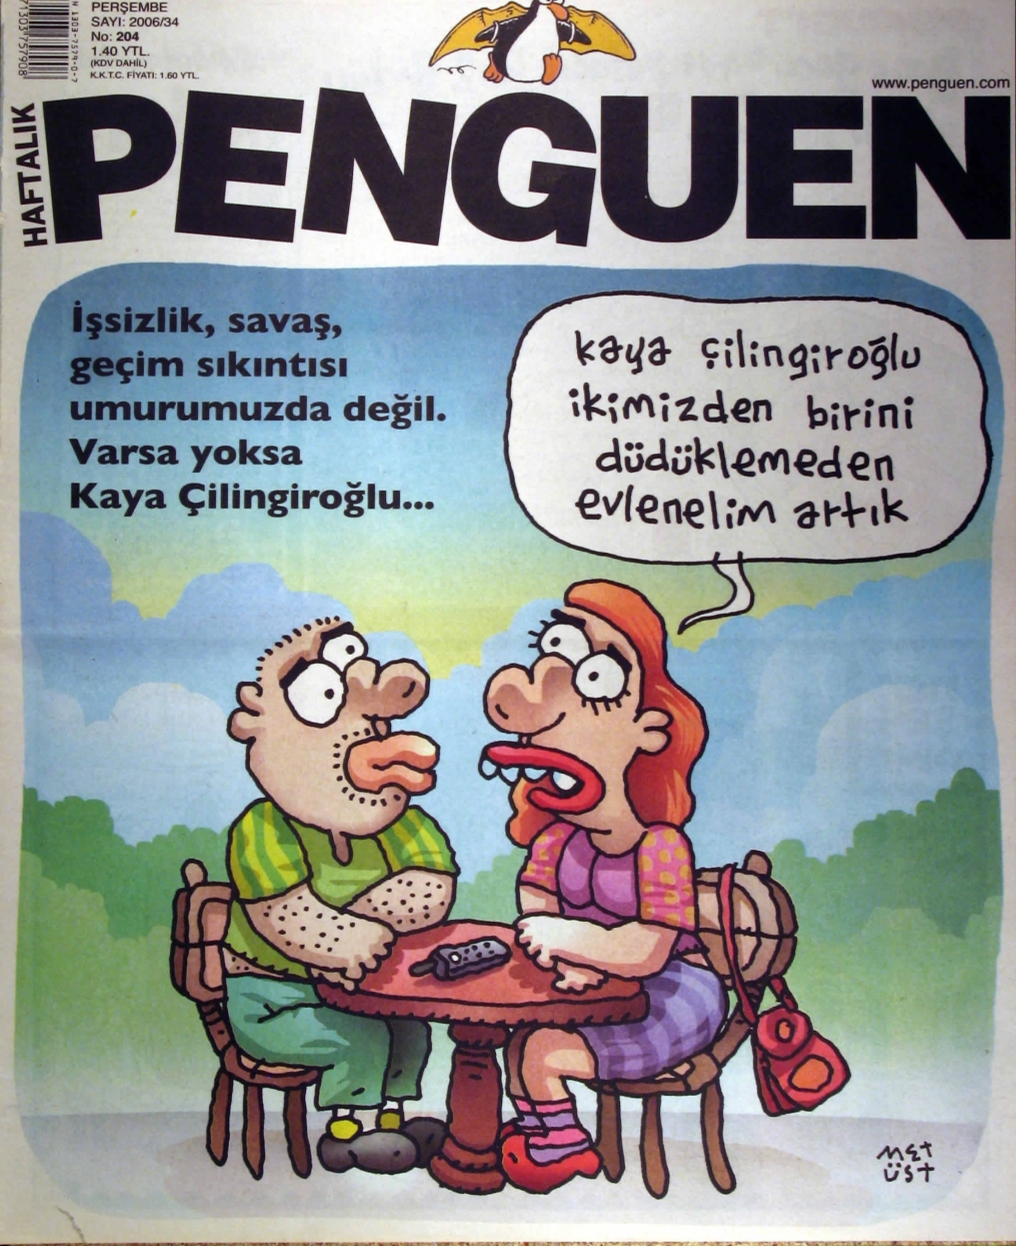 PERŞEMBE
SAYI: 2006/34
No: 204
1.40 YTL.
(KDV DAHİL)
K.K.T.C. FİYATI: 1.60 YTL.
www.penguen.com
HAFTALIK
PENGUEN
İşsizlik, savaş,
geçim sıkıntısı
umurumuzda değil.
Varsa yoksa
Kaya Çilingiroğlu...
kaya çilingiroğlu
ikimizden birini
düdüklemeden
evlenelim artık
MET
ÜST